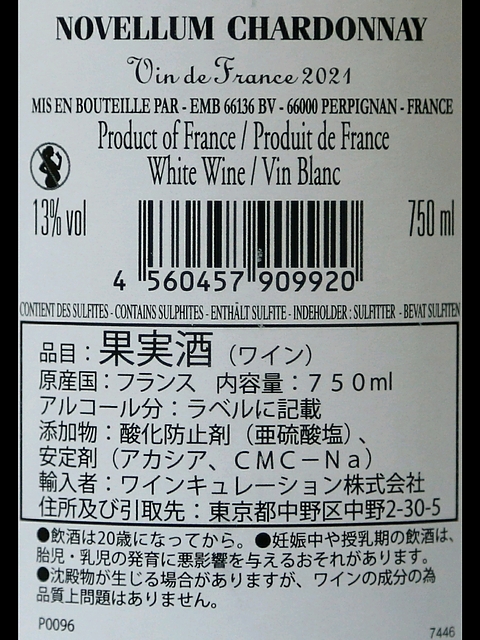 NOVELLUM CHARDONNAY
Vin de France 2021
MIS EN BOUTEILLE PAR - EMB 66136 BV - 66000 PERPIGNAN - FRANCE
Product of France / Produit de France
White Wine / Vin Blanc
13% vol
750 ml
4 560457 909920
CONTIENT DES SULFITES - CONTAINS SULPHITES - ENTHÄLT SULFITE - INDEHOLDER : SULFITTER - BEVAT SULFIETEN
品目：果実酒（ワイン）
原産国：フランス 内容量：７５０ml
アルコール分：ラベルに記載
添加物：酸化防止剤（亜硫酸塩）、
安定剤（アカシア、ＣＭＣ－Ｎａ）
輸入者：ワインキュレーション株式会社
住所及び引取先：東京都中野区中野2-30-5
●飲酒は20歳になってから。 ●妊娠中や授乳期の飲酒は、
胎児・乳児の発育に悪影響を与えるおそれがあります。
●沈殿物が生じる場合がありますが、ワインの成分の為
品質上問題はありません。
P0096
7446